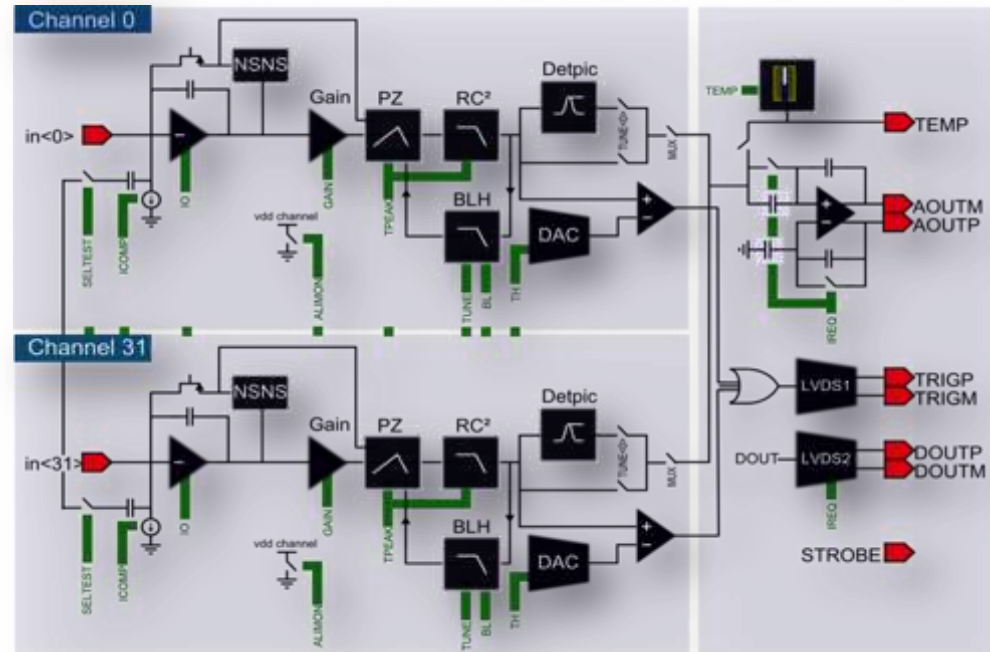 Channel 0
NSNS
Gain
PZ
RC²
Detpic
in<0>
IO
GAIN
TPEAK
BLH
TUNE<0>
MUX
DAC
vdd channel
SELTEST
ICOMP
ALIMON
TUNE
BL
TH
TEMP
TEMP
AOUTM
AOUTP
IREQ
Channel 31
NSNS
Gain
PZ
RC²
Detpic
in<31>
IO
GAIN
TPEAK
BLH
MUX
DAC
vdd channel
SELTEST
ICOMP
ALIMON
TUNE
BL
TH
LVDS1
TRIGP
TRIGM
DOUT
LVDS2
DOUTP
DOUTM
IREQ
STROBE